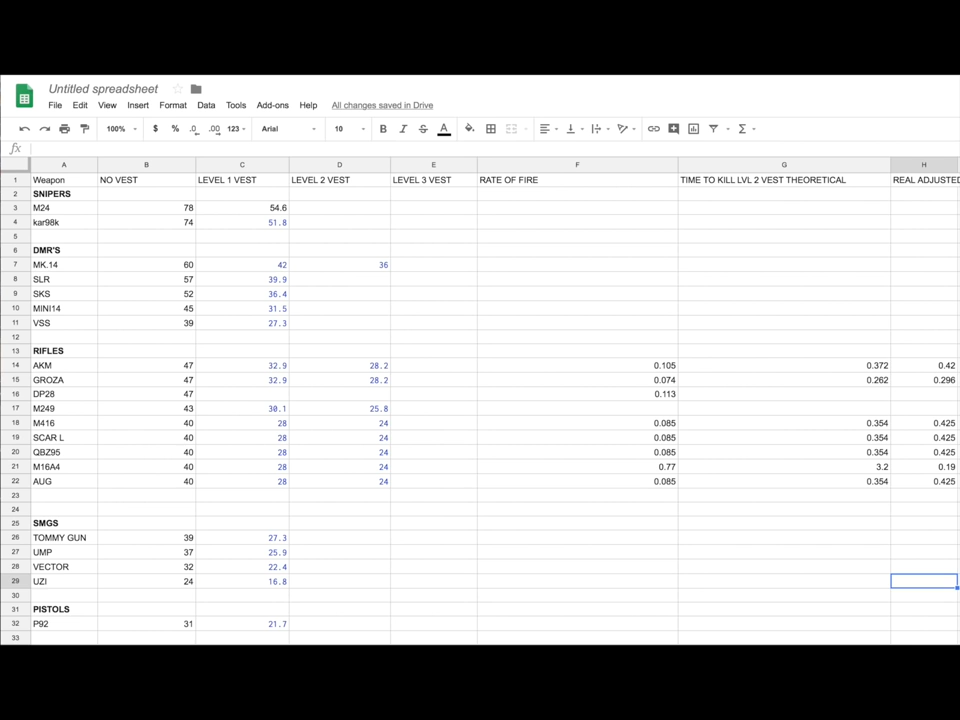 Untitled spreadsheet
File Edit View Insert Format Data Tools Add-ons Help All changes saved in Drive
100% $ % .0 .00 123 Arial 10 B I S A Σ
fx
A B C D E F G H
1 Weapon NO VEST LEVEL 1 VEST LEVEL 2 VEST LEVEL 3 VEST RATE OF FIRE TIME TO KILL LVL 2 VEST THEORETICAL REAL ADJUSTED
2 SNIPERS
3 M24 78 54.6
4 kar98k 74 51.8
5
6 DMR'S
7 MK.14 60 42 36
8 SLR 57 39.9
9 SKS 52 36.4
10 MINI14 45 31.5
11 VSS 39 27.3
12
13 RIFLES
14 AKM 47 32.9 28.2 0.105 0.372 0.42
15 GROZA 47 32.9 28.2 0.074 0.262 0.296
16 DP28 47 0.113
17 M249 43 30.1 25.8
18 M416 40 28 24 0.085 0.354 0.425
19 SCAR L 40 28 24 0.085 0.354 0.425
20 QBZ95 40 28 24 0.085 0.354 0.425
21 M16A4 40 28 24 0.77 3.2 0.19
22 AUG 40 28 24 0.085 0.354 0.425
23
24
25 SMGS
26 TOMMY GUN 39 27.3
27 UMP 37 25.9
28 VECTOR 32 22.4
29 UZI 24 16.8
30
31 PISTOLS
32 P92 31 21.7
33